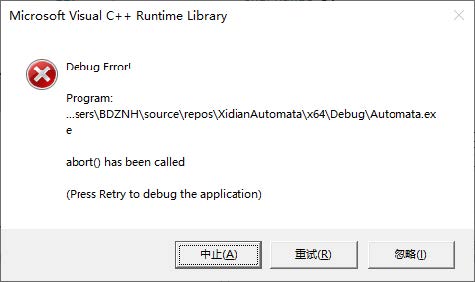 Microsoft Visual C++ Runtime Library
Debug Error!
Program:
...sers\BDZNH\source\repos\XidianAutomata\x64\Debug\Automata.ex
e
abort() has been called
(Press Retry to debug the application)
中止(A)
重试(R)
忽略(I)